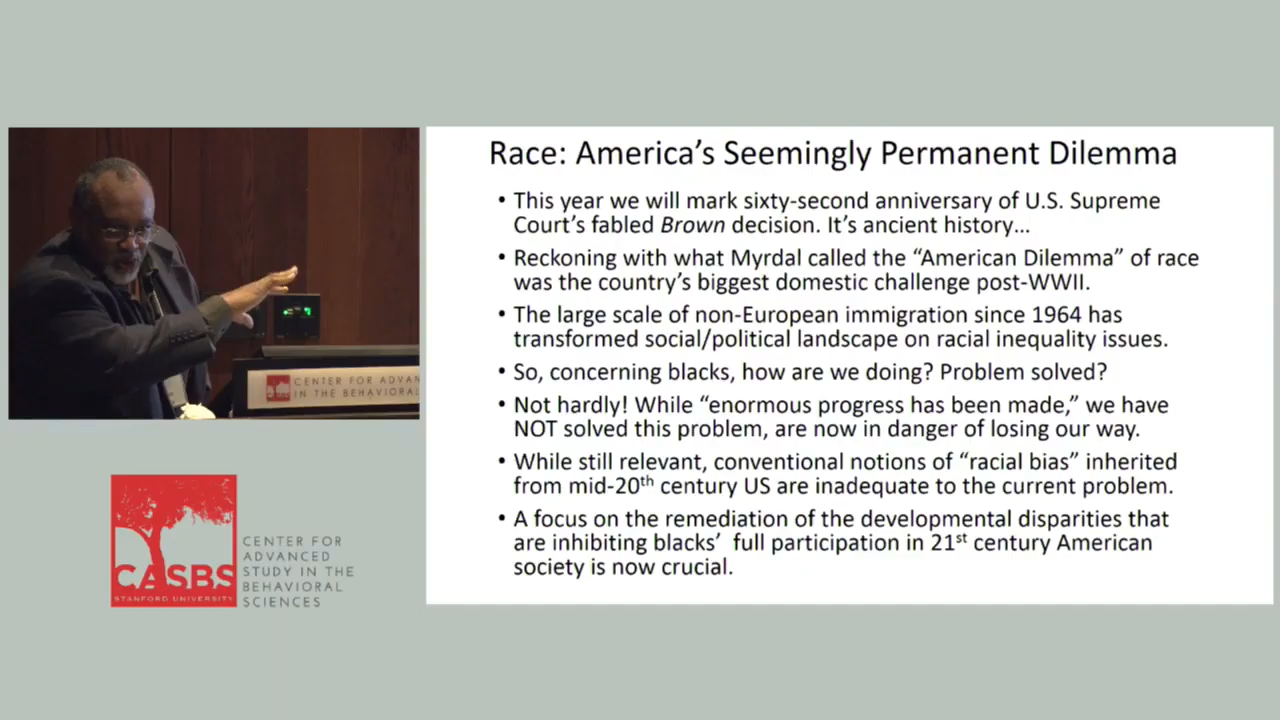 Race: America's Seemingly Permanent Dilemma
• This year we will mark sixty-second anniversary of U.S. Supreme
Court's fabled Brown decision. It's ancient history…
• Reckoning with what Myrdal called the "American Dilemma" of race
was the country's biggest domestic challenge post-WWII.
• The large scale of non-European immigration since 1964 has
transformed social/political landscape on racial inequality issues.
• So, concerning blacks, how are we doing? Problem solved?
• Not hardly! While "enormous progress has been made," we have
NOT solved this problem, are now in danger of losing our way.
• While still relevant, conventional notions of "racial bias" inherited
from mid-20th century US are inadequate to the current problem.
• A focus on the remediation of the developmental disparities that
are inhibiting blacks' full participation in 21st century American
society is now crucial.
CENTER FOR ADVAN
IN THE BEHAVIORAL
CASBS
STANFORD UNIVERSITY
CENTER FOR
ADVANCED
STUDY IN THE
BEHAVIORAL
SCIENCES